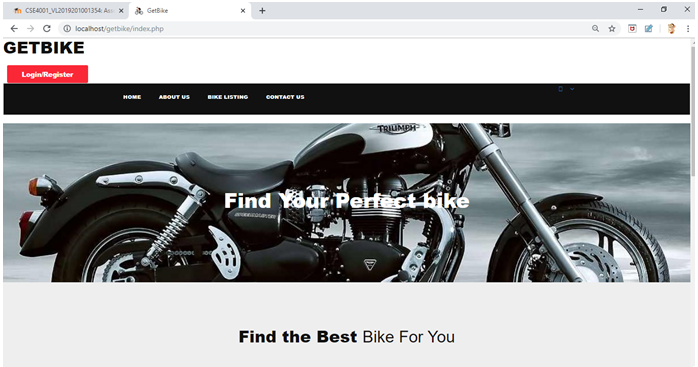 CSE4001_VL2019201001354: Ass
GetBike
localhost/getbike/index.php
GETBIKE
Login/Register
HOME ABOUT US BIKE LISTING CONTACT US
TRIUMPH
Find Your Perfect bike
SPEEDMASTER
Find the Best Bike For You